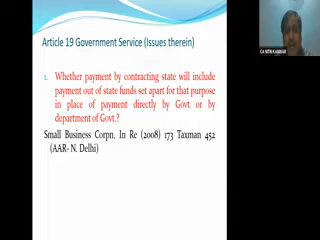 Article 19 Government Service (Issues therein)
1. Whether payment by contracting state will include
payment out of state funds set apart for that purpose
in place of payment directly by Govt or by
department of Govt.?
Small Business Corpn. In Re (2008) 173 Taxman 452
(AAR- N. Delhi)